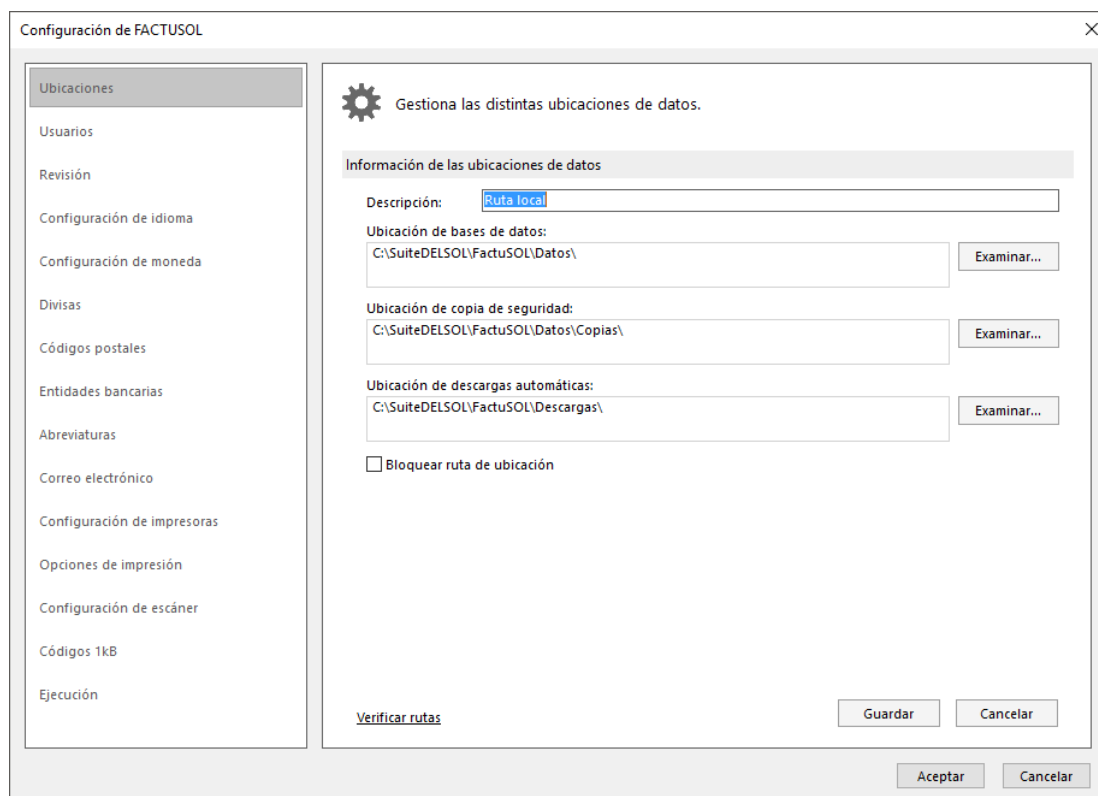 Configuración de FACTUSOL
Ubicaciones
Usuarios
Revisión
Configuración de idioma
Configuración de moneda
Divisas
Códigos postales
Entidades bancarias
Abreviaturas
Correo electrónico
Configuración de impresoras
Opciones de impresión
Configuración de escáner
Códigos 1kB
Ejecución
Gestiona las distintas ubicaciones de datos.
Información de las ubicaciones de datos
Descripción: Ruta local
Ubicación de bases de datos:
C:\SuiteDELSOL\FactuSOL\Datos\ Examinar...
Ubicación de copia de seguridad:
C:\SuiteDELSOL\FactuSOL\Datos\Copias\ Examinar...
Ubicación de descargas automáticas:
C:\SuiteDELSOL\FactuSOL\Descargas\ Examinar...
Bloquear ruta de ubicación
Verificar rutas Guardar Cancelar
Aceptar Cancelar